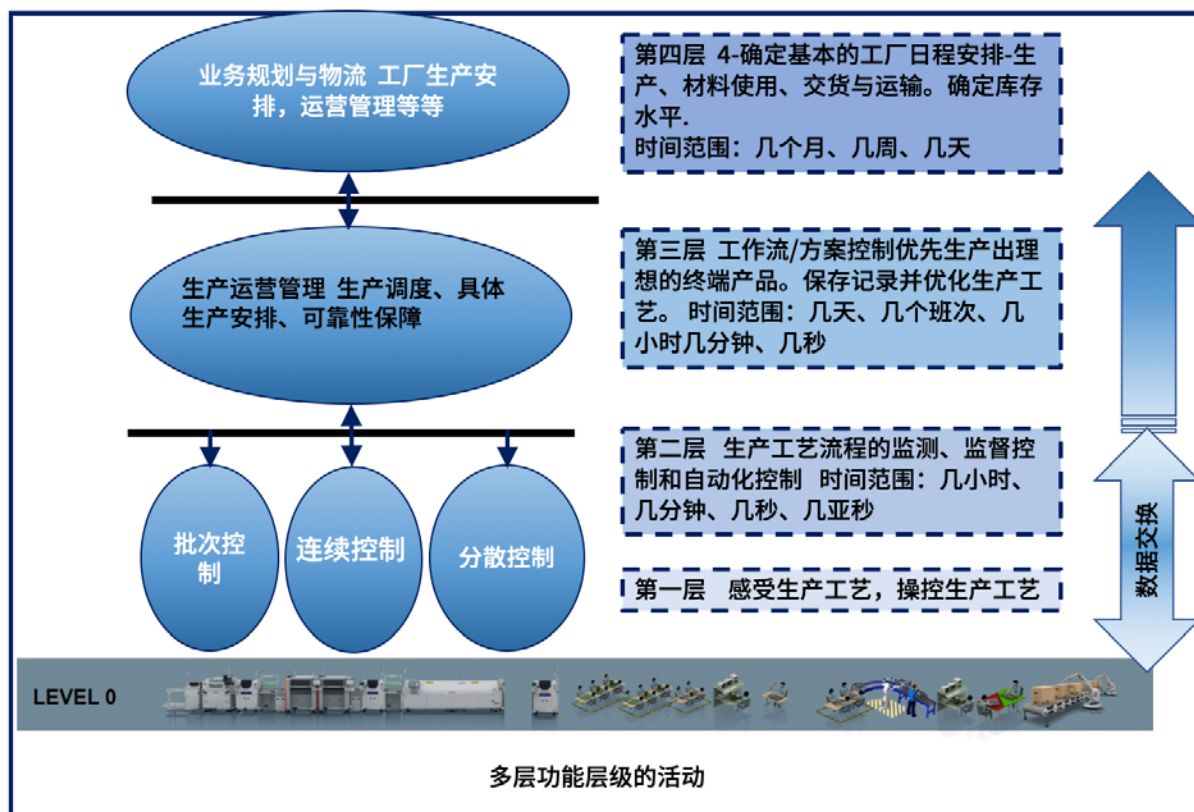 业务规划与物流 工厂生产安
排，运营管理等等
第四层 4-确定基本的工厂日程安排-生
产、材料使用、交货与运输。确定库存
水平.
时间范围：几个月、几周、几天
生产运营管理 生产调度、具体
生产安排、可靠性保障
第三层 工作流/方案控制优先生产出理
想的终端产品。保存记录并优化生产工
艺。 时间范围：几天、几个班次、几
小时几分钟、几秒
第二层 生产工艺流程的监测、监督控
制和自动化控制 时间范围：几小时、
几分钟、几秒、几亚秒
批次控
制
连续控制
分散控制
第一层 感受生产工艺，操控生产工艺
数据交换
LEVEL 0
多层功能层级的活动